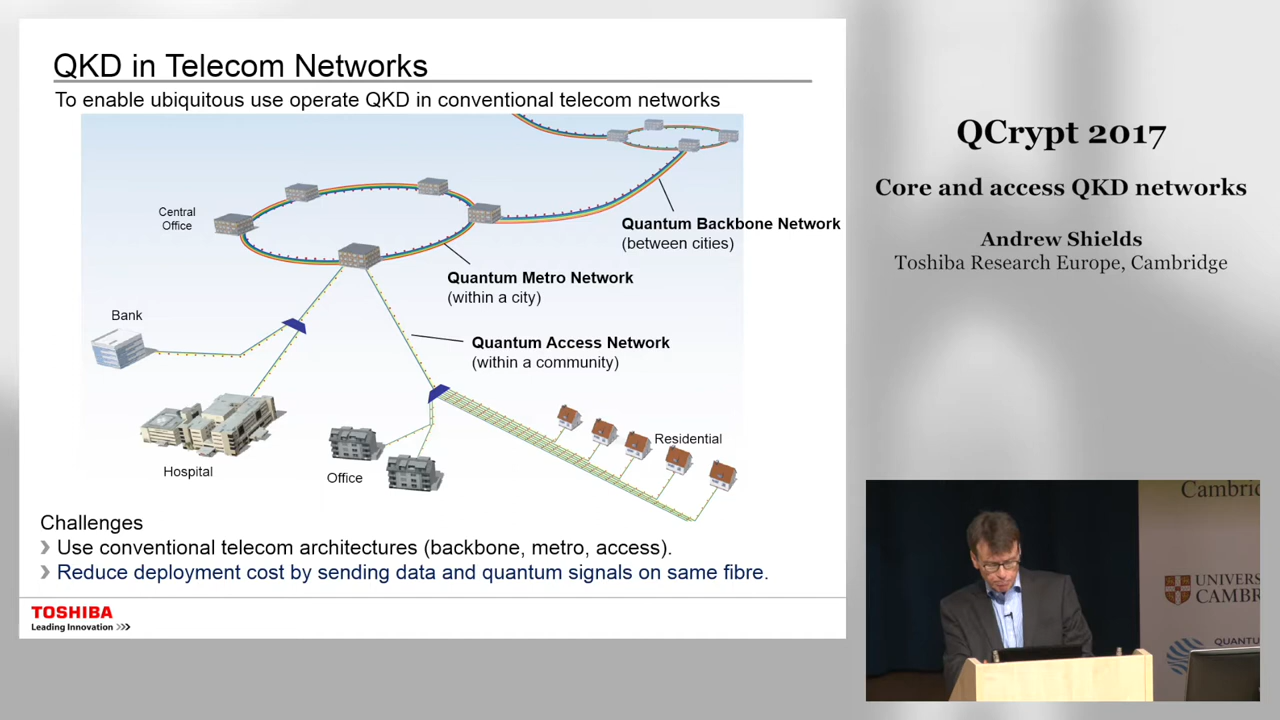 QKD in Telecom Networks
To enable ubiquitous use operate QKD in conventional telecom networks
Central
Office
Quantum Backbone Network
(between cities)
Quantum Metro Network
(within a city)
Bank
Quantum Access Network
(within a community)
Residential
Hospital
Office
Challenges
Use conventional telecom architectures (backbone, metro, access).
Reduce deployment cost by sending data and quantum signals on same fibre.
TOSHIBA
Leading Innovation
QCrypt 2017
Core and access QKD networks
Andrew Shields
Toshiba Research Europe, Cambridge